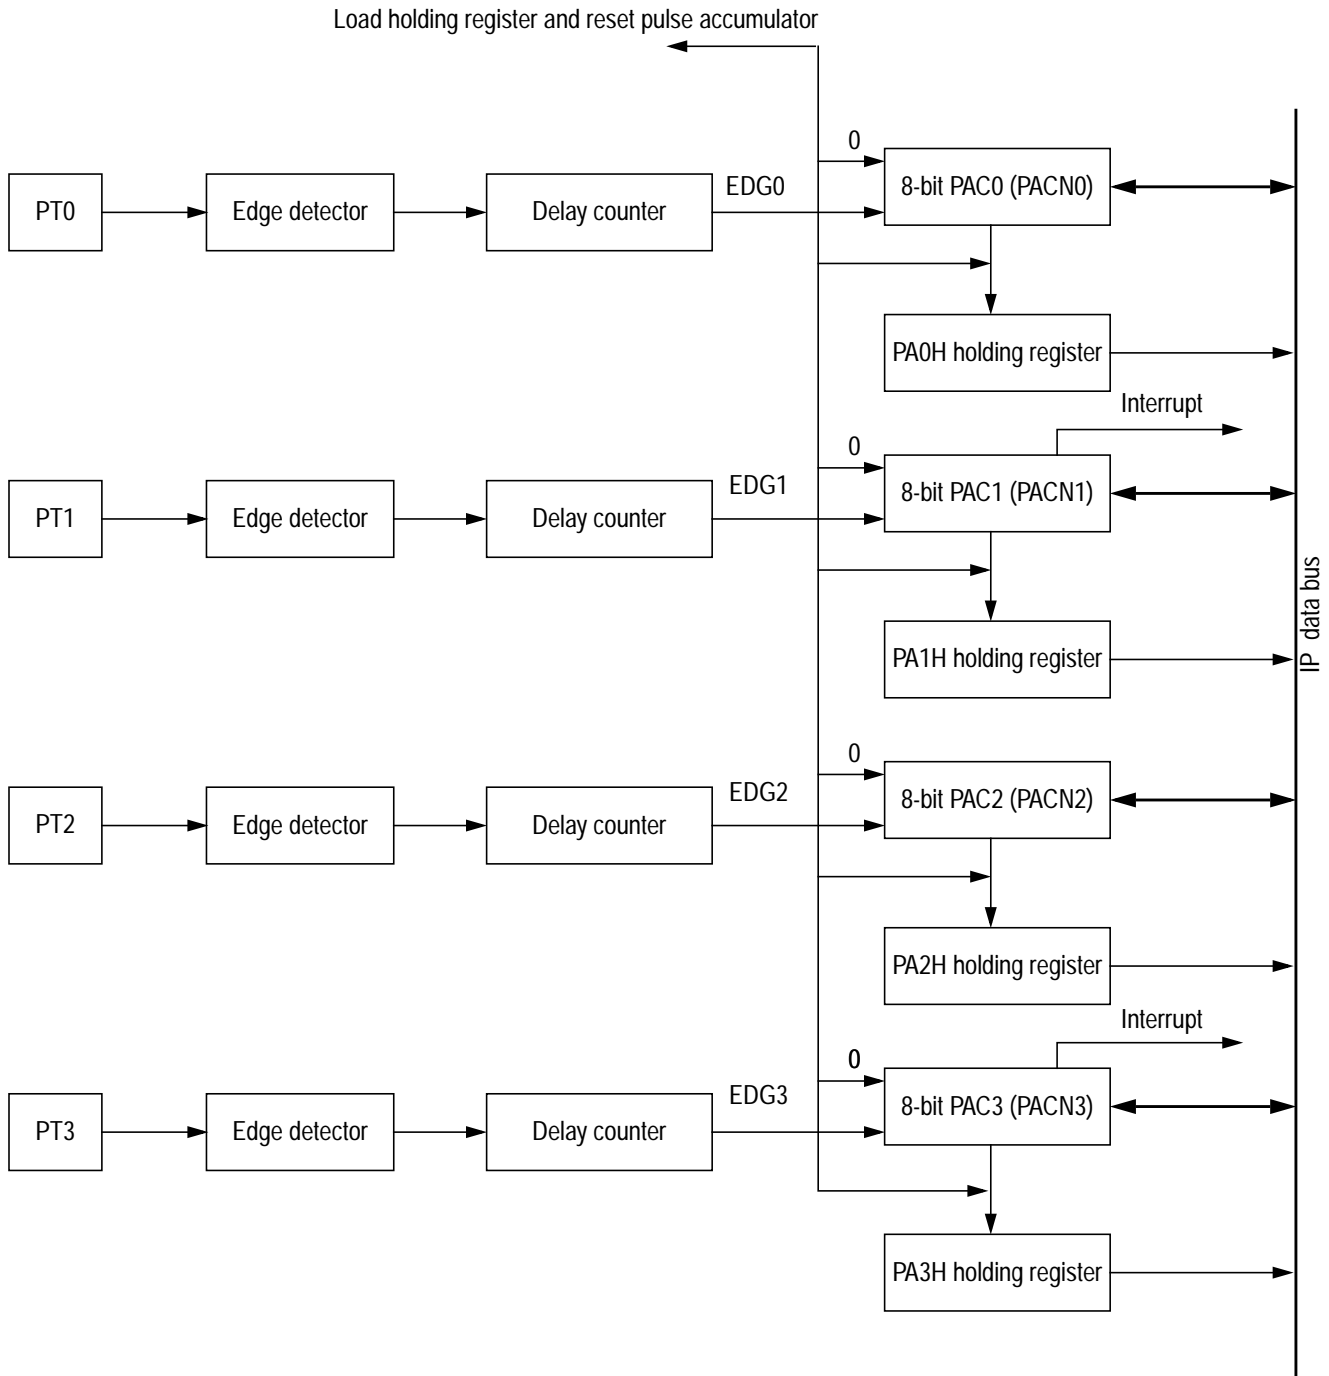 Load holding register and reset pulse accumulator
0
PT0
Edge detector
Delay counter
EDG0
8-bit PAC0 (PACN0)
PA0H holding register
Interrupt
0
PT1
Edge detector
Delay counter
EDG1
8-bit PAC1 (PACN1)
PA1H holding register
IP data bus
0
PT2
Edge detector
Delay counter
EDG2
8-bit PAC2 (PACN2)
PA2H holding register
Interrupt
0
PT3
Edge detector
Delay counter
EDG3
8-bit PAC3 (PACN3)
PA3H holding register